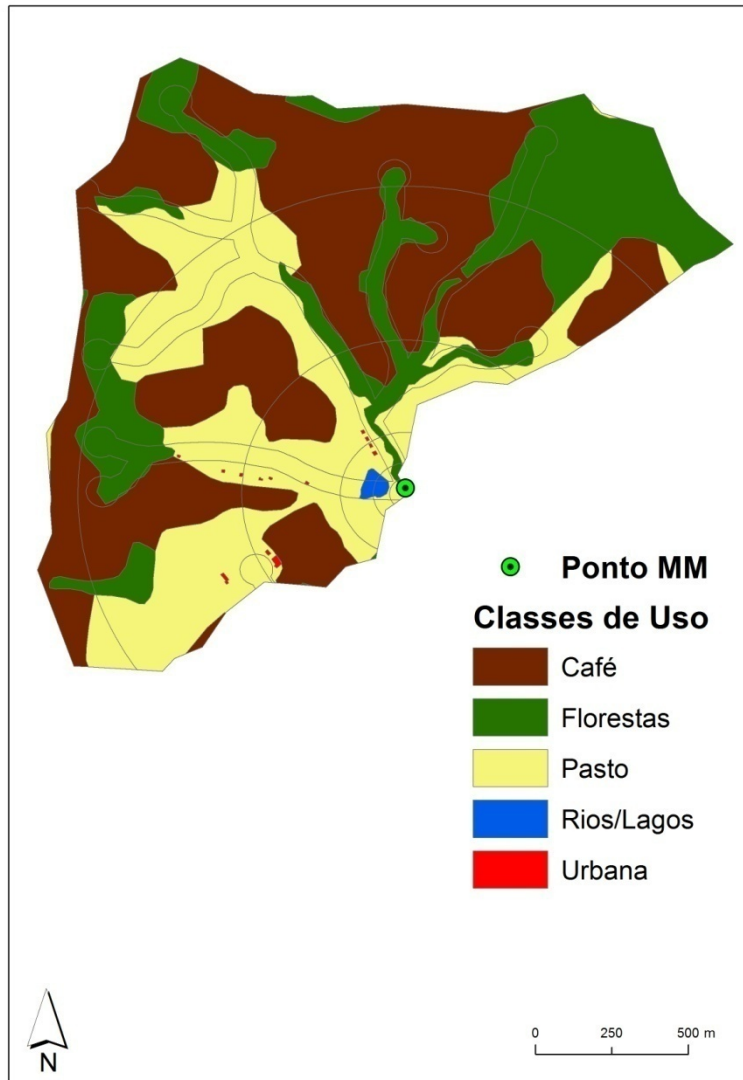 Ponto MM
Classes de Uso
Café
Florestas
Pasto
Rios/Lagos
Urbana
N
0 250 500 m